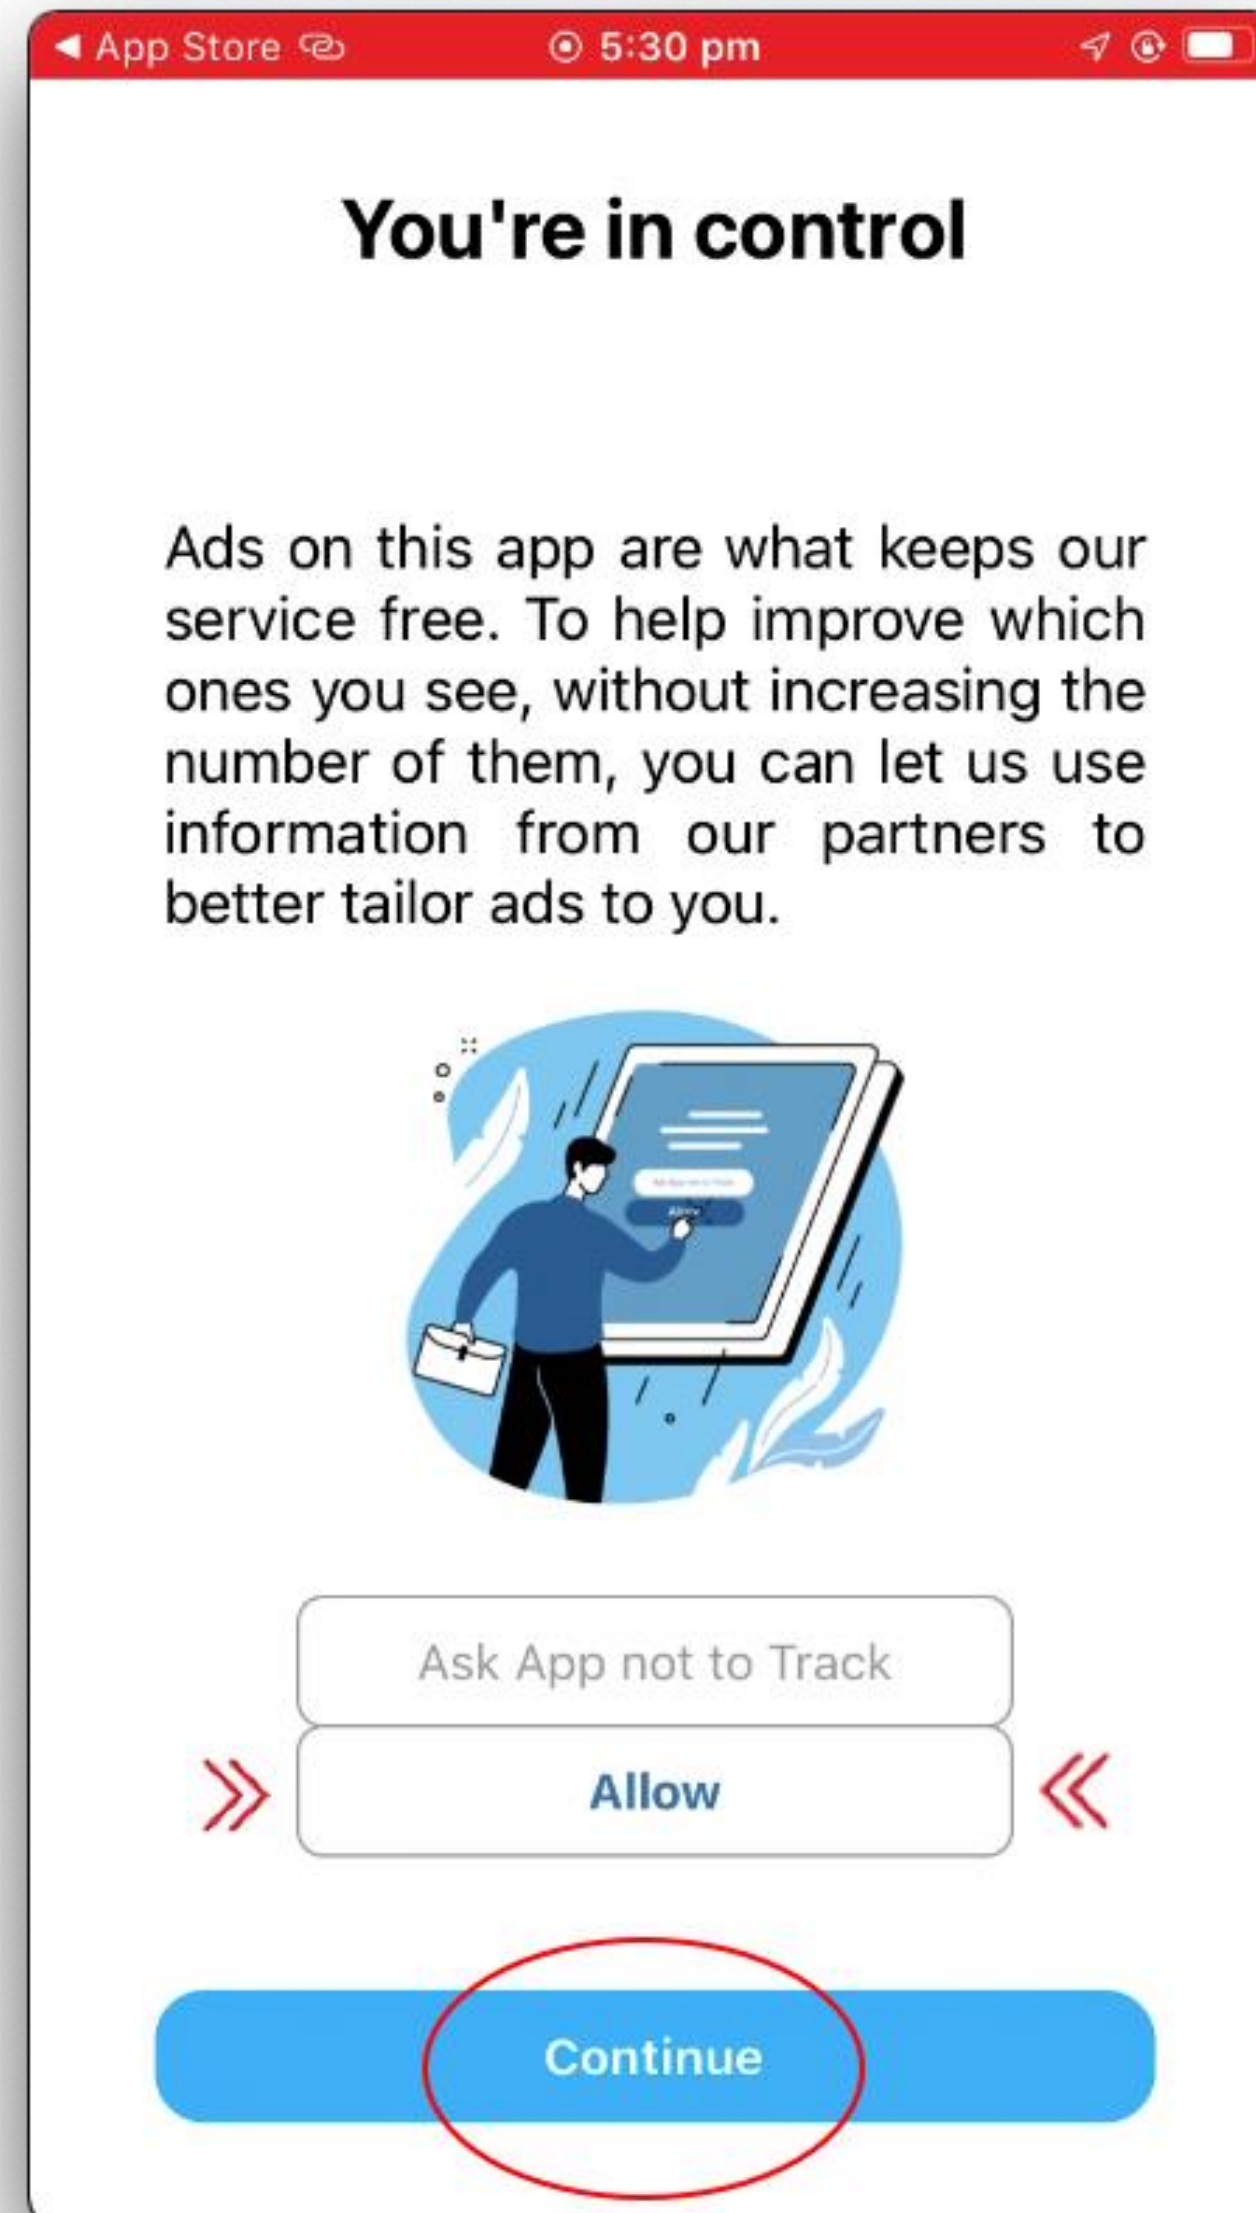 App Store
5:30 pm
You're in control
Ads on this app are what keeps our
service free. To help improve which
ones you see, without increasing the
number of them, you can let us use
information from our partners to
better tailor ads to you.
Allow
Ask App not to Track
Allow
Continue